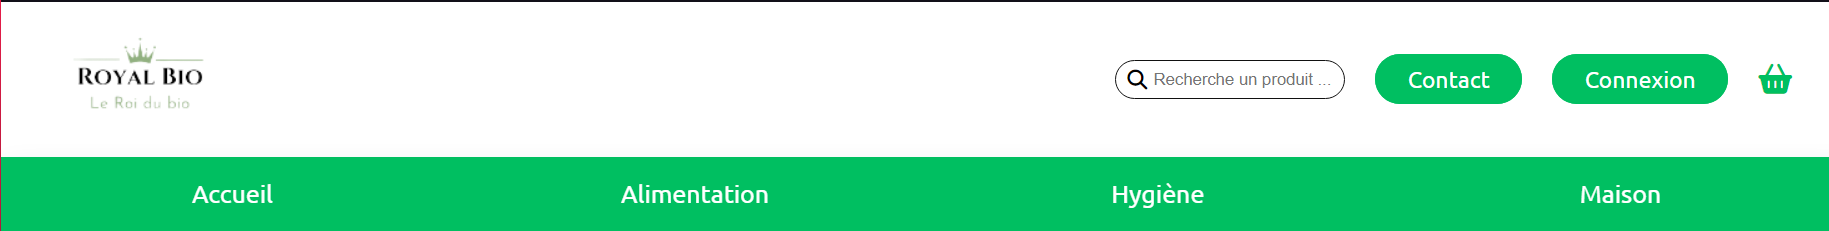 ROYAL BIO
Le Roi du bio
Recherche un produit ...
Contact
Connexion
Accueil
Alimentation
Hygiène
Maison